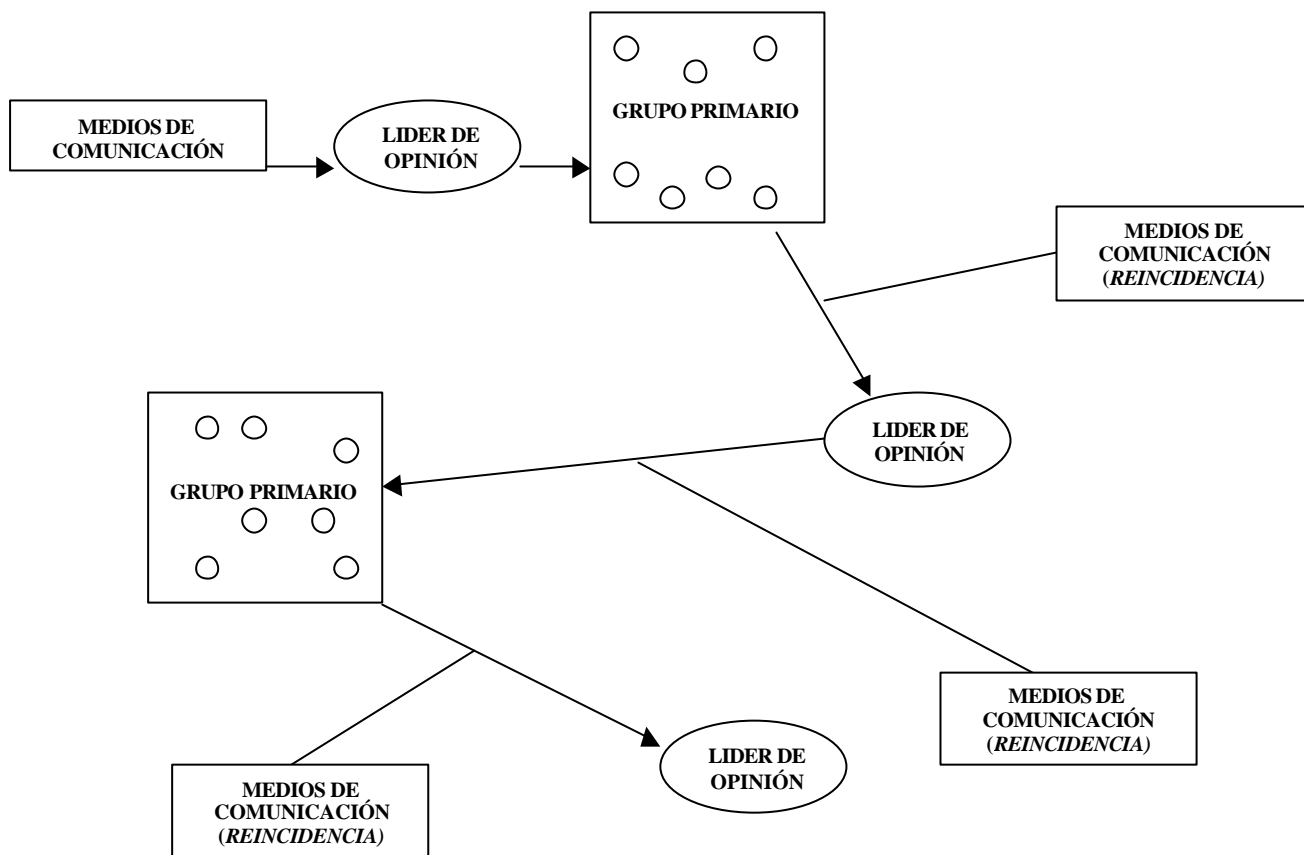 MEDIOS DE
COMUNICACIÓN
LIDER DE
OPINIÓN
GRUPO PRIMARIO
MEDIOS DE
COMUNICACIÓN
(REINCIDENCIA)
LIDER DE
OPINIÓN
GRUPO PRIMARIO
MEDIOS DE
COMUNICACIÓN
(REINCIDENCIA)
LIDER DE
OPINIÓN
MEDIOS DE
COMUNICACIÓN
(REINCIDENCIA)